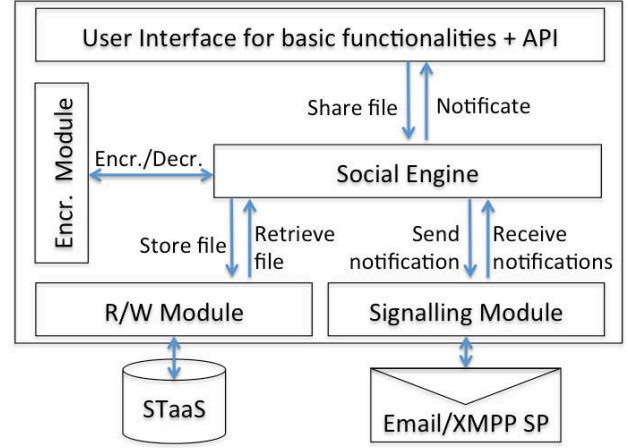 User Interface for basic functionalities + API
Share file
Notificate
Encr. Module
Encr./Decr.
Social Engine
Store file
Retrieve
file
Send
notification
Receive
notifications
R/W Module
Signalling Module
STaaS
Email/XMPP SP